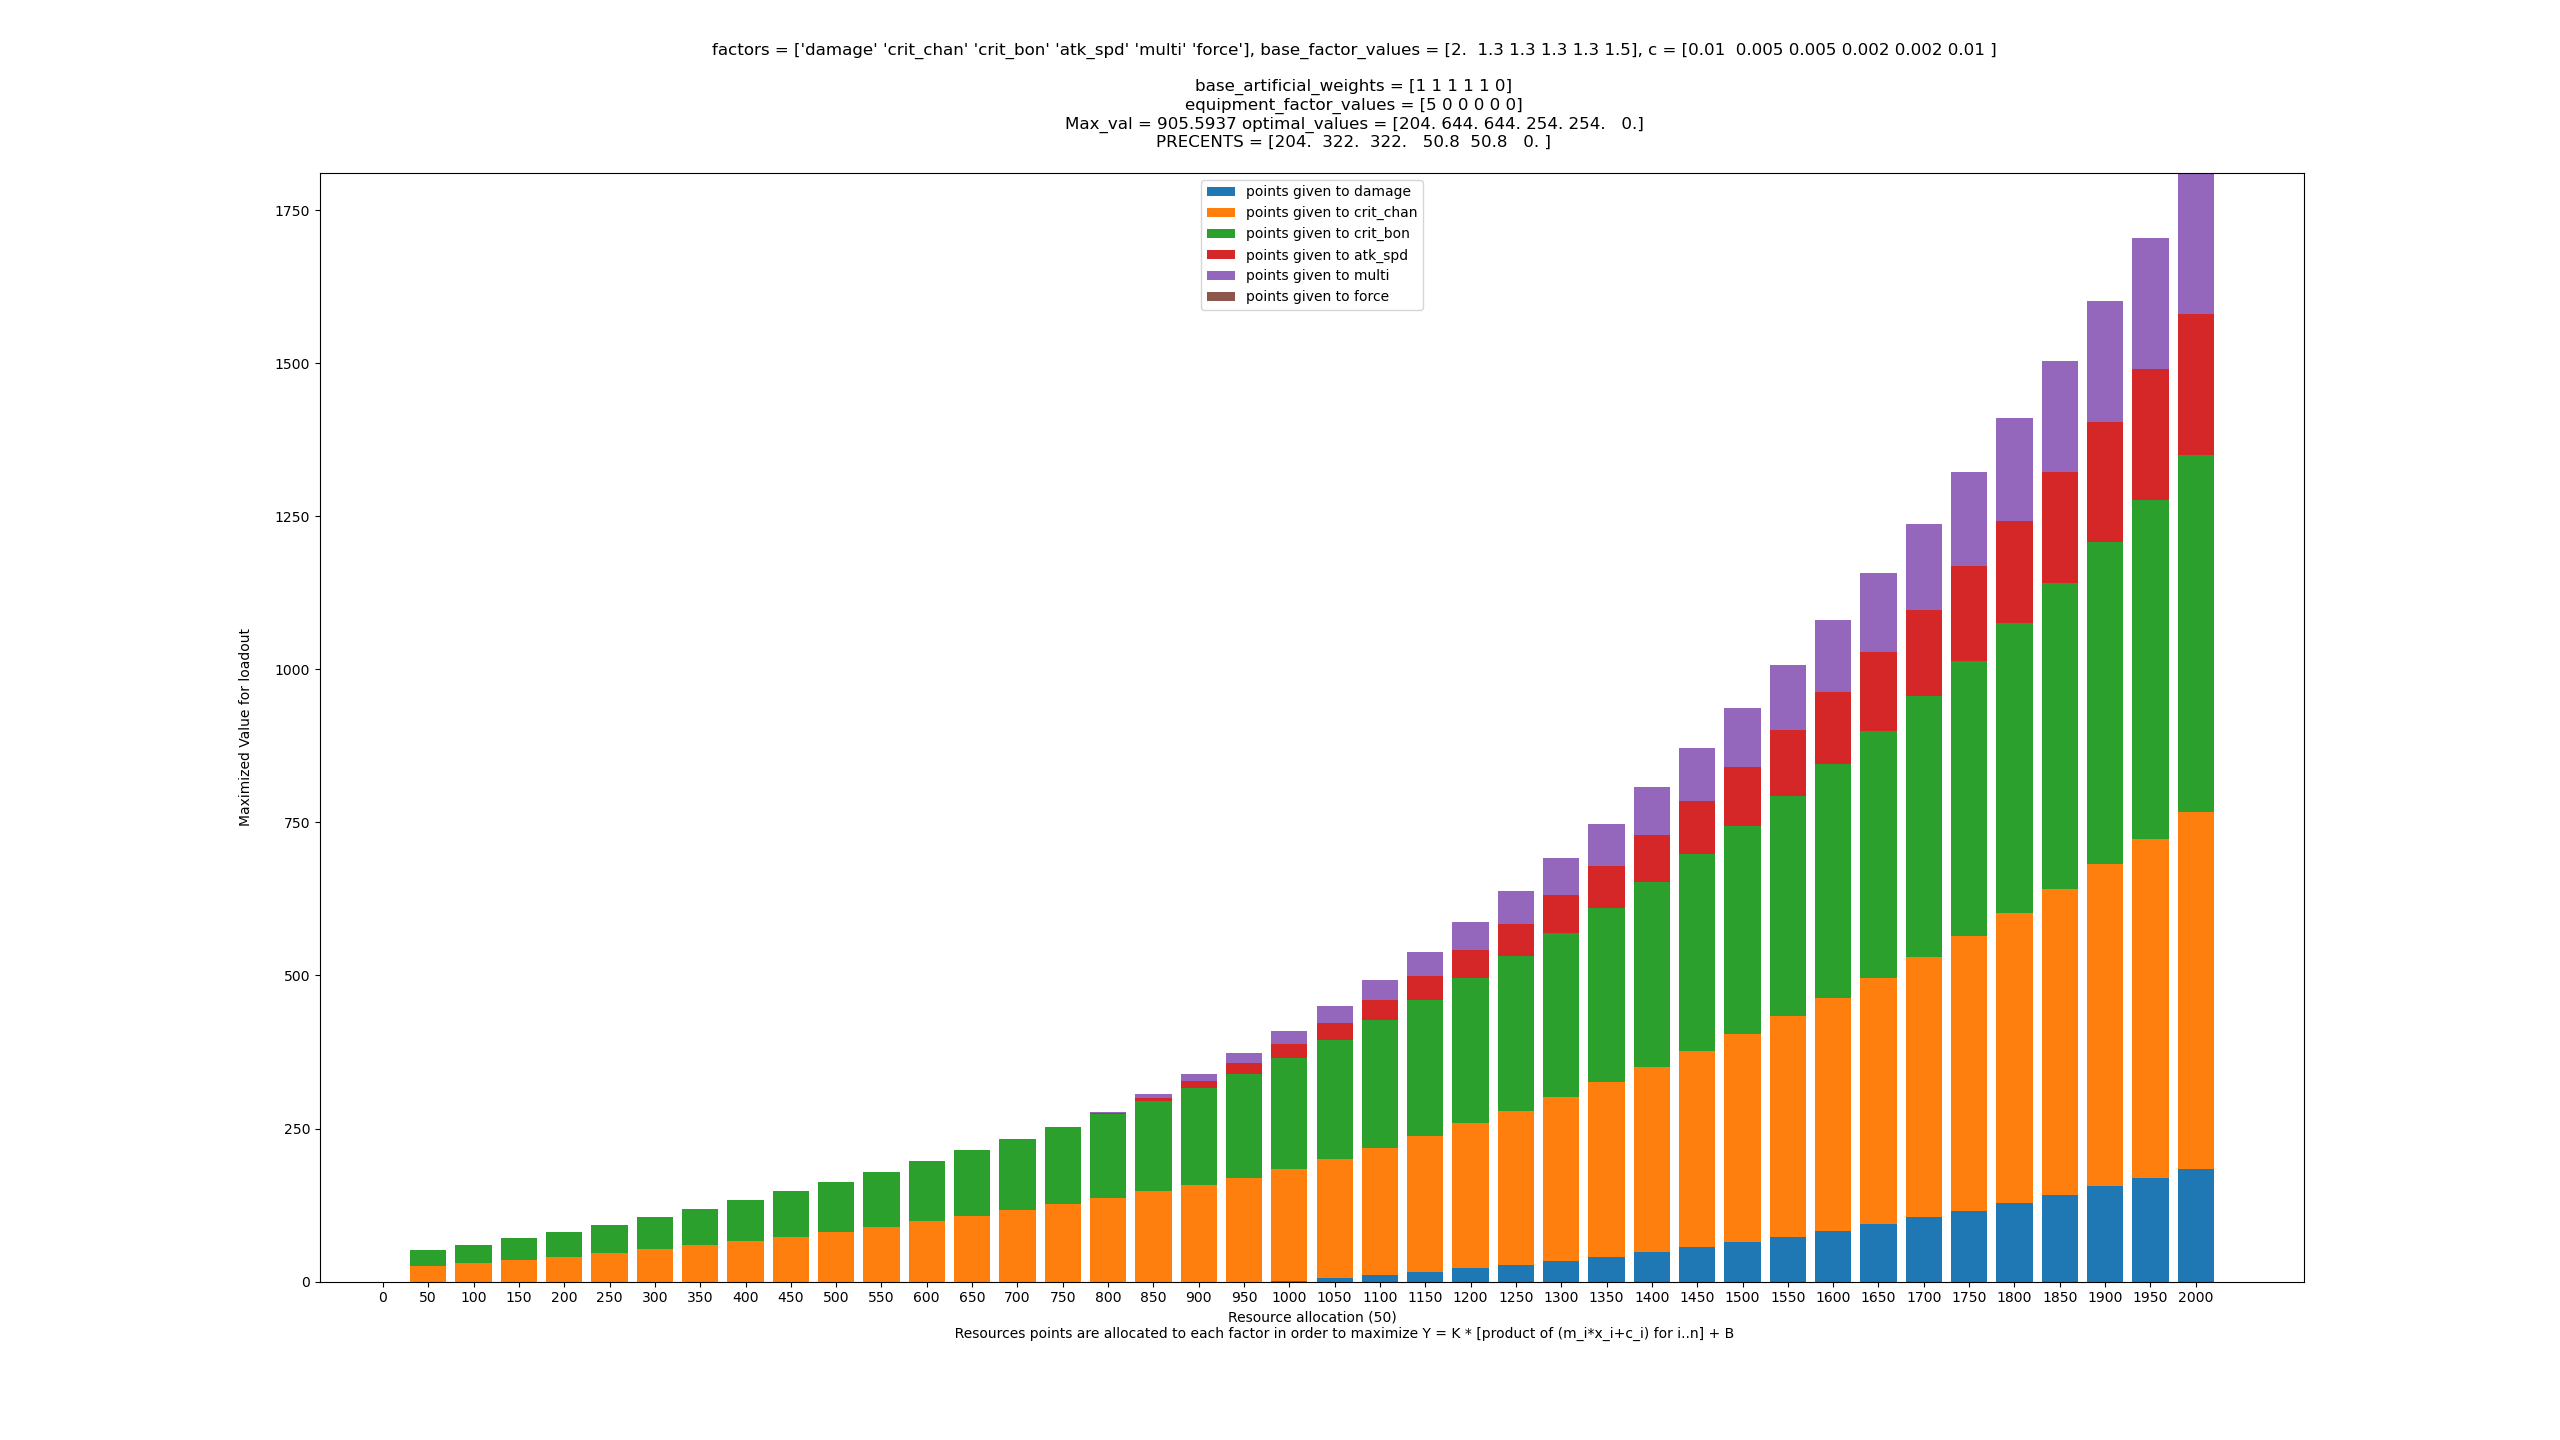 factors = ['damage' 'crit_chan' 'crit_bon' 'atk_spd' 'multi' 'force'], base_factor_values = [2.  1.3 1.3 1.3 1.3 1.5], c = [0.01  0.005 0.005 0.002 0.002 0.01 ]
base_artificial_weights = [1 1 1 1 1 0]
equipment_factor_values = [5 0 0 0 0 0]
Max_val = 905.5937 optimal_values = [204. 644. 644. 254. 254.   0.]
PRECENTS = [204.  322.  322.   50.8  50.8   0. ]
points given to damage
points given to crit_chan
points given to crit_bon
points given to atk_spd
points given to multi
points given to force
1750
1500
1250
1000
750
500
250
0
Maximized Value for loadout
0 50 100 150 200 250 300 350 400 450 500 550 600 650 700 750 800 850 900 950 1000 1050 1100 1150 1200 1250 1300 1350 1400 1450 1500 1550 1600 1650 1700 1750 1800 1850 1900 1950 2000
Resource allocation (50)
Resources points are allocated to each factor in order to maximize Y = K * [product of (m_i*x_i+c_i) for i..n] + B